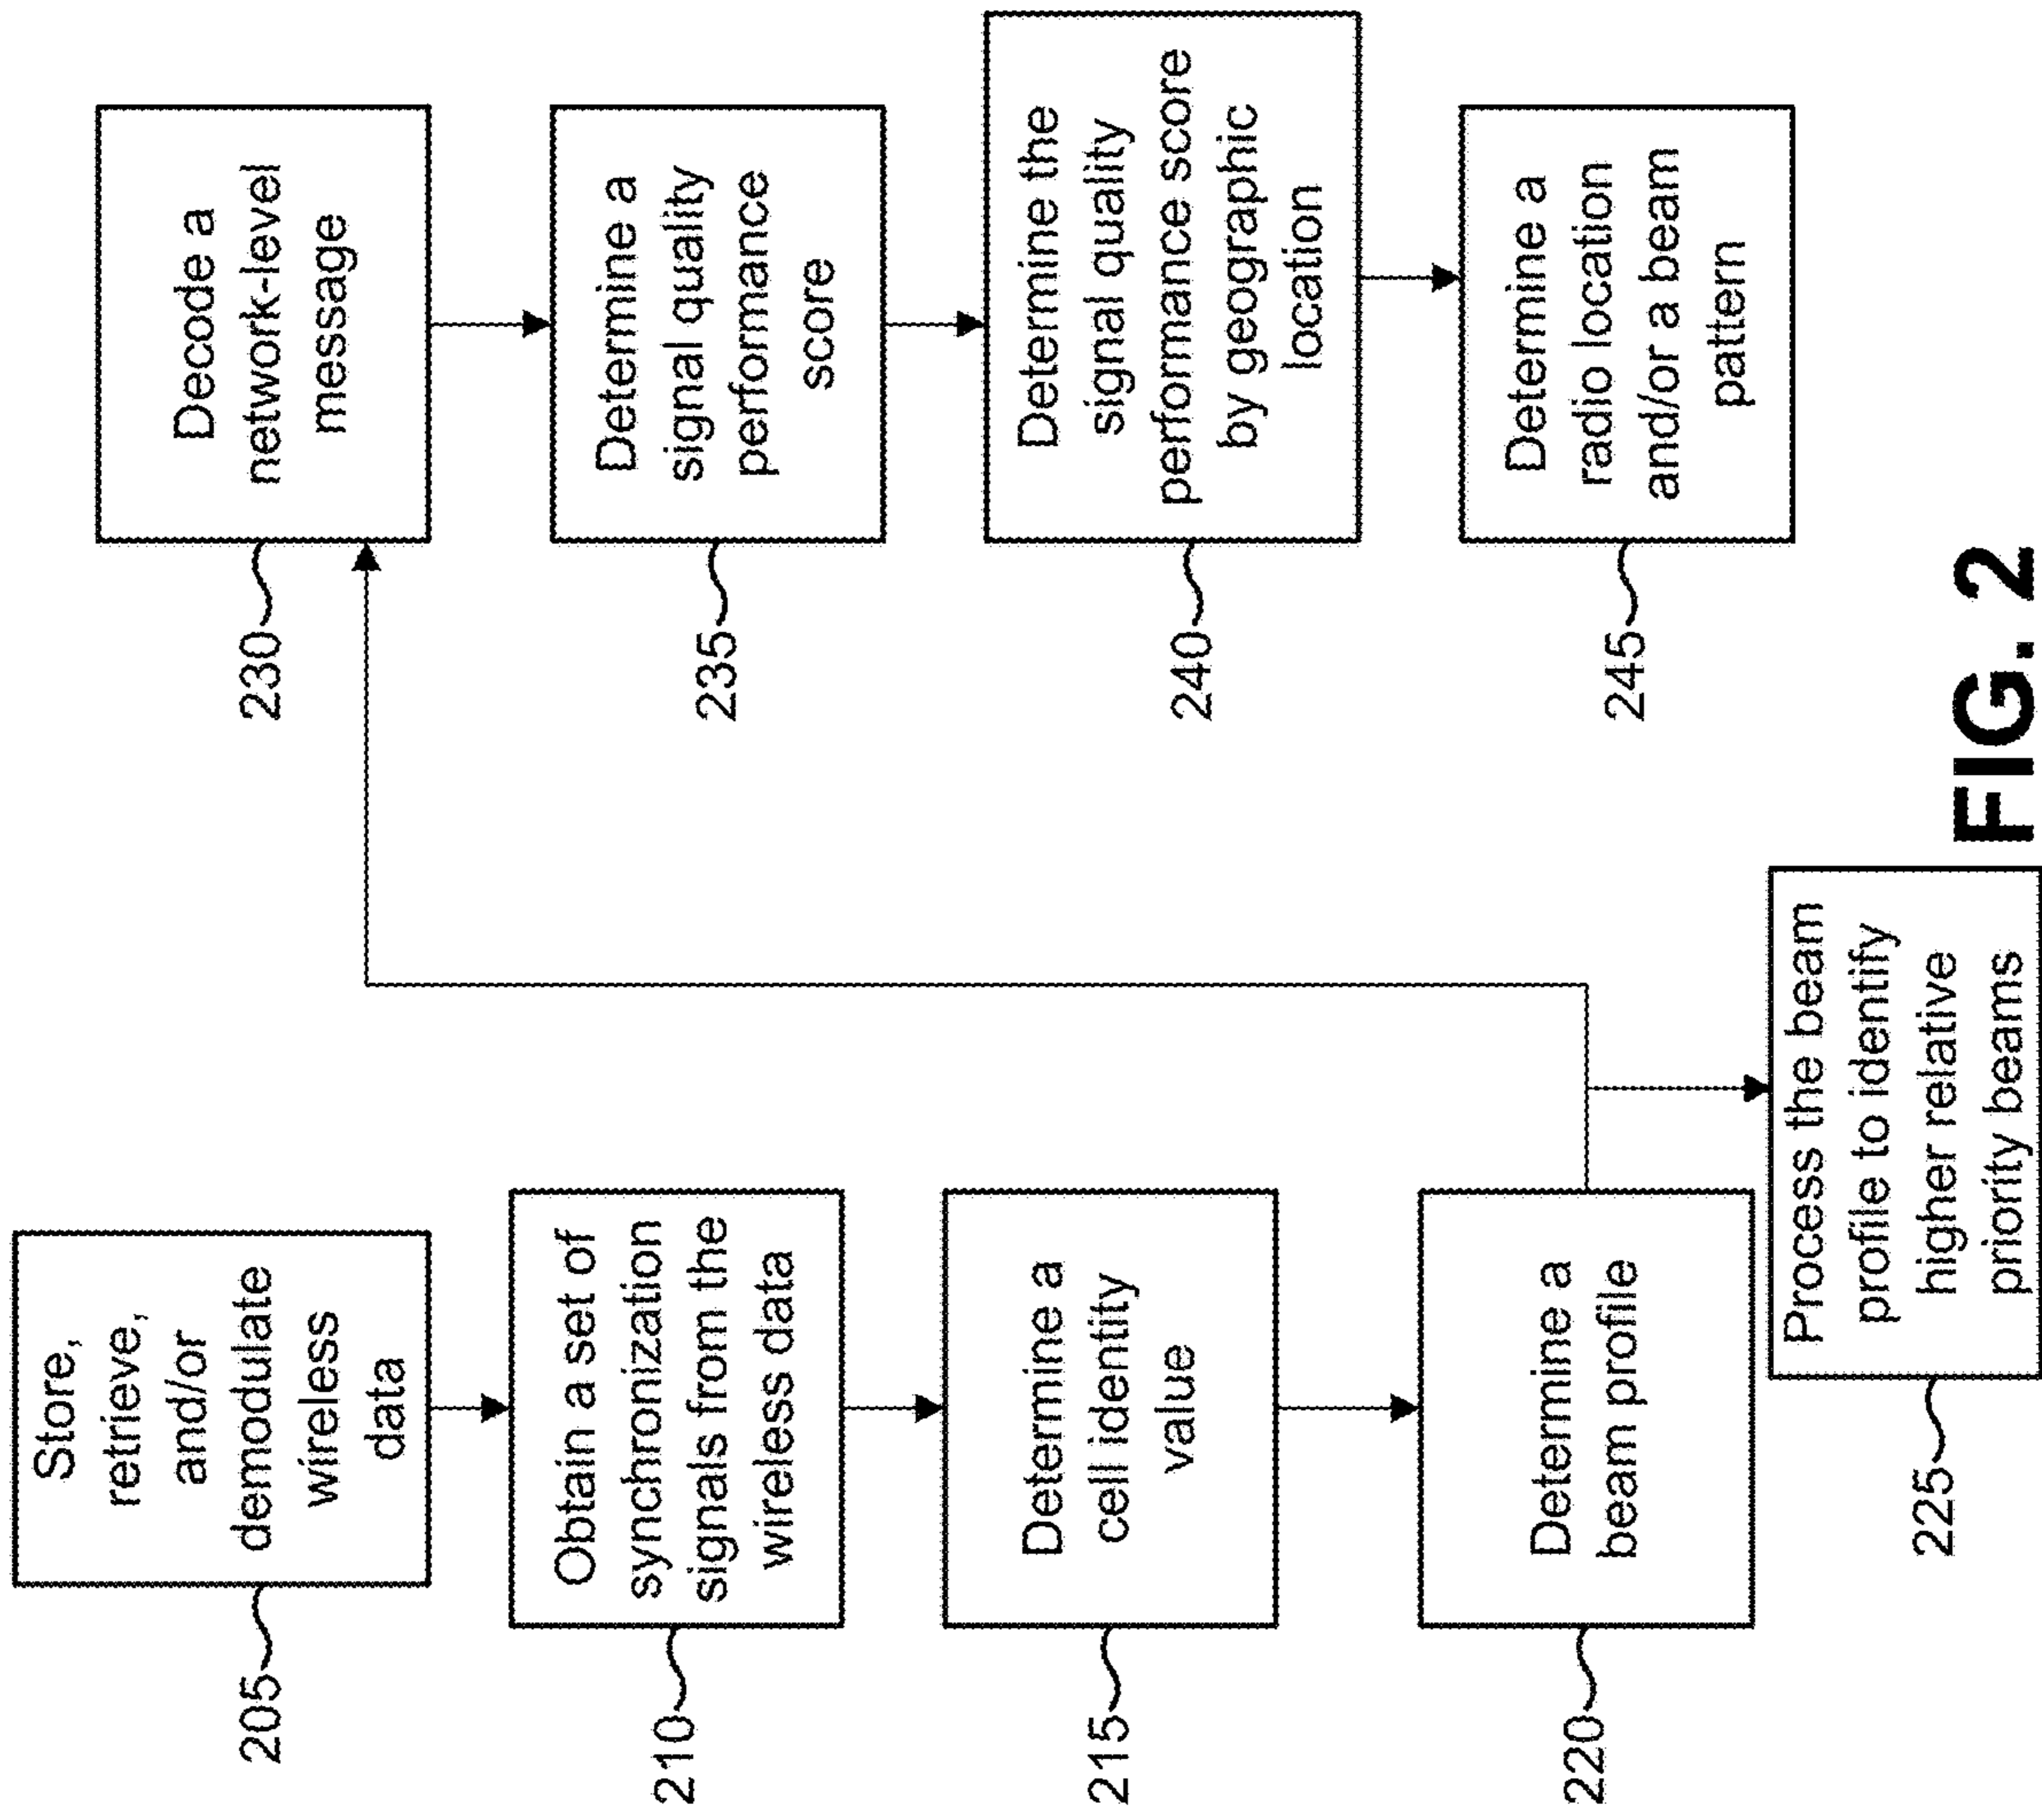 Store,
retrieve,
and/or
demodulate
wireless
data
205
Obtain a set of
synchronization
signals from the
wireless data
210
Determine a
cell identity
value
215
Determine a
beam profile
220
Process the beam
profile to identify
higher relative
priority beams
225
Decode a
network-level
message
230
Determine a
signal quality
performance
score
235
Determine the
signal quality
performance score
by geographic
location
240
Determine a
radio location
and/or a beam
pattern
245
FIG. 2